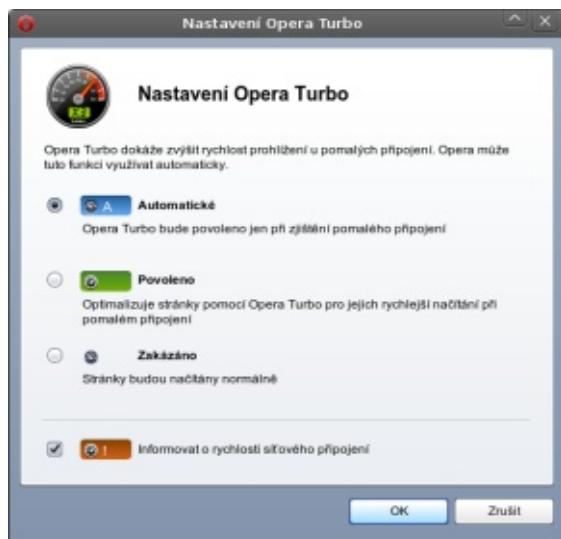 Nastavení Opera Turbo
Nastavení Opera Turbo
Opera Turbo dokáže zvýšit rychlost prohlížení u pomalých připojení. Opera může
tuto funkci využívat automaticky.
A Automatické
Opera Turbo bude povoleno jen při zjištění pomalého připojení
Povoleno
Optimalizuje stránky pomocí Opera Turbo pro jejich rychlejší načítání při
pomalém připojení
Zakázáno
Stránky budou načítány normálně
! Informovat o rychlosti síťového připojení
OK Zrušit